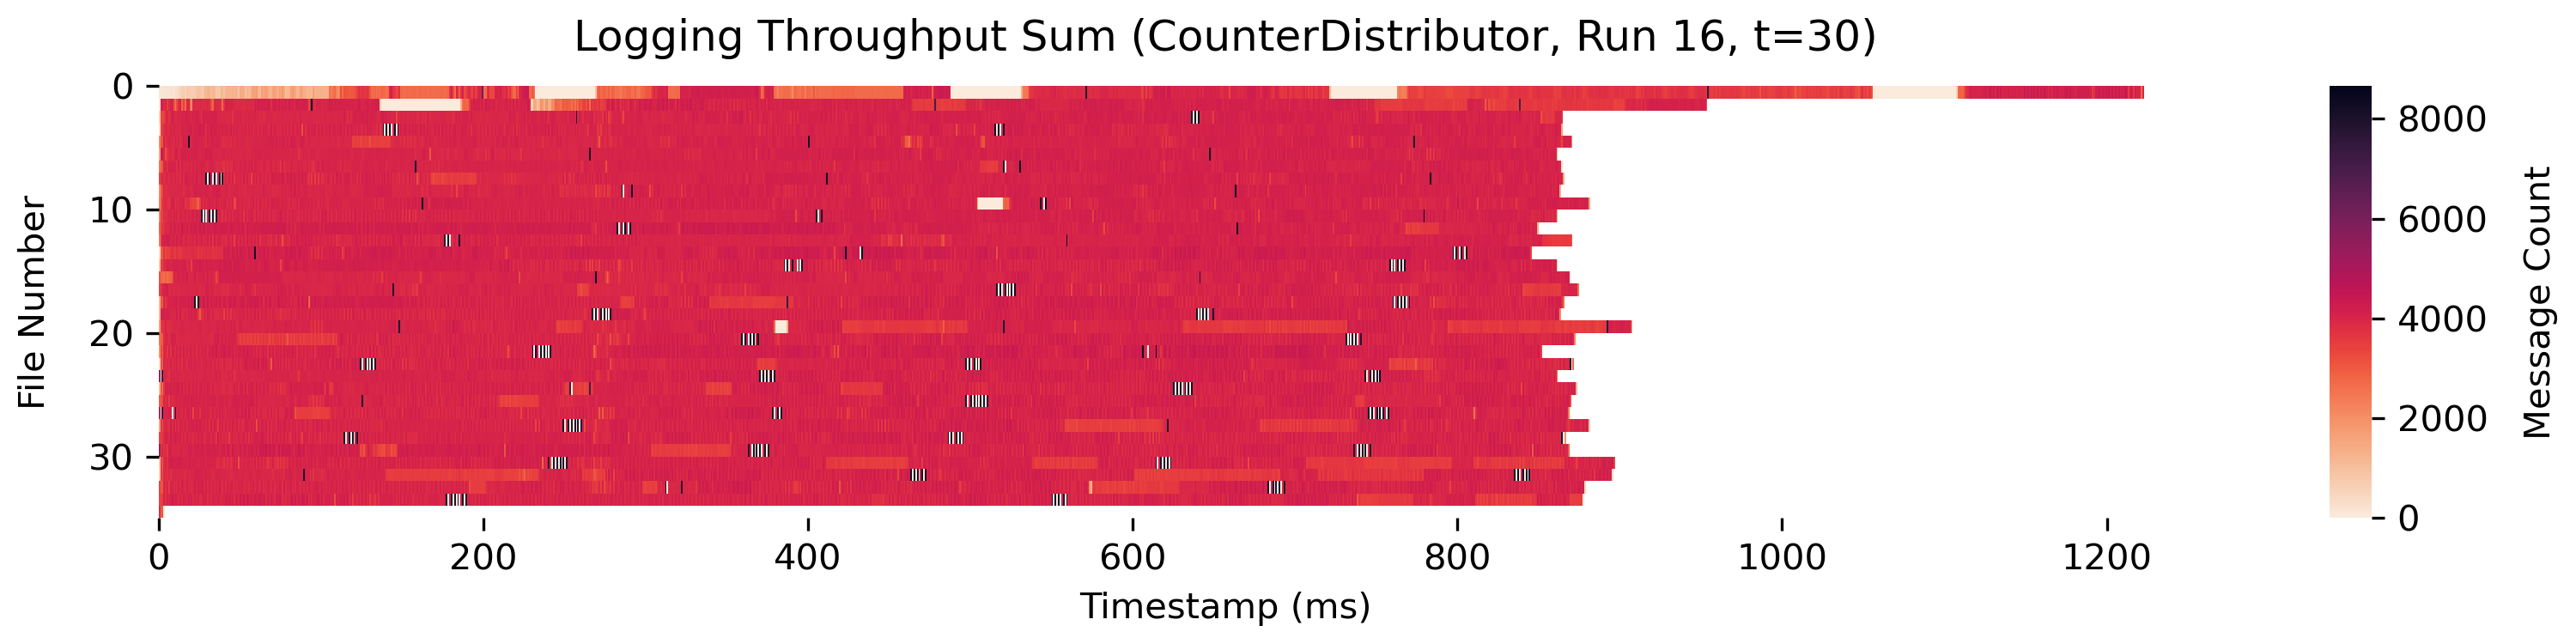 Logging Throughput Sum (CounterDistributor, Run 16, t=30)
File Number
0
10
20
30
0 200 400 600 800 1000 1200
Timestamp (ms)
8000
6000
4000
2000
0
Message Count